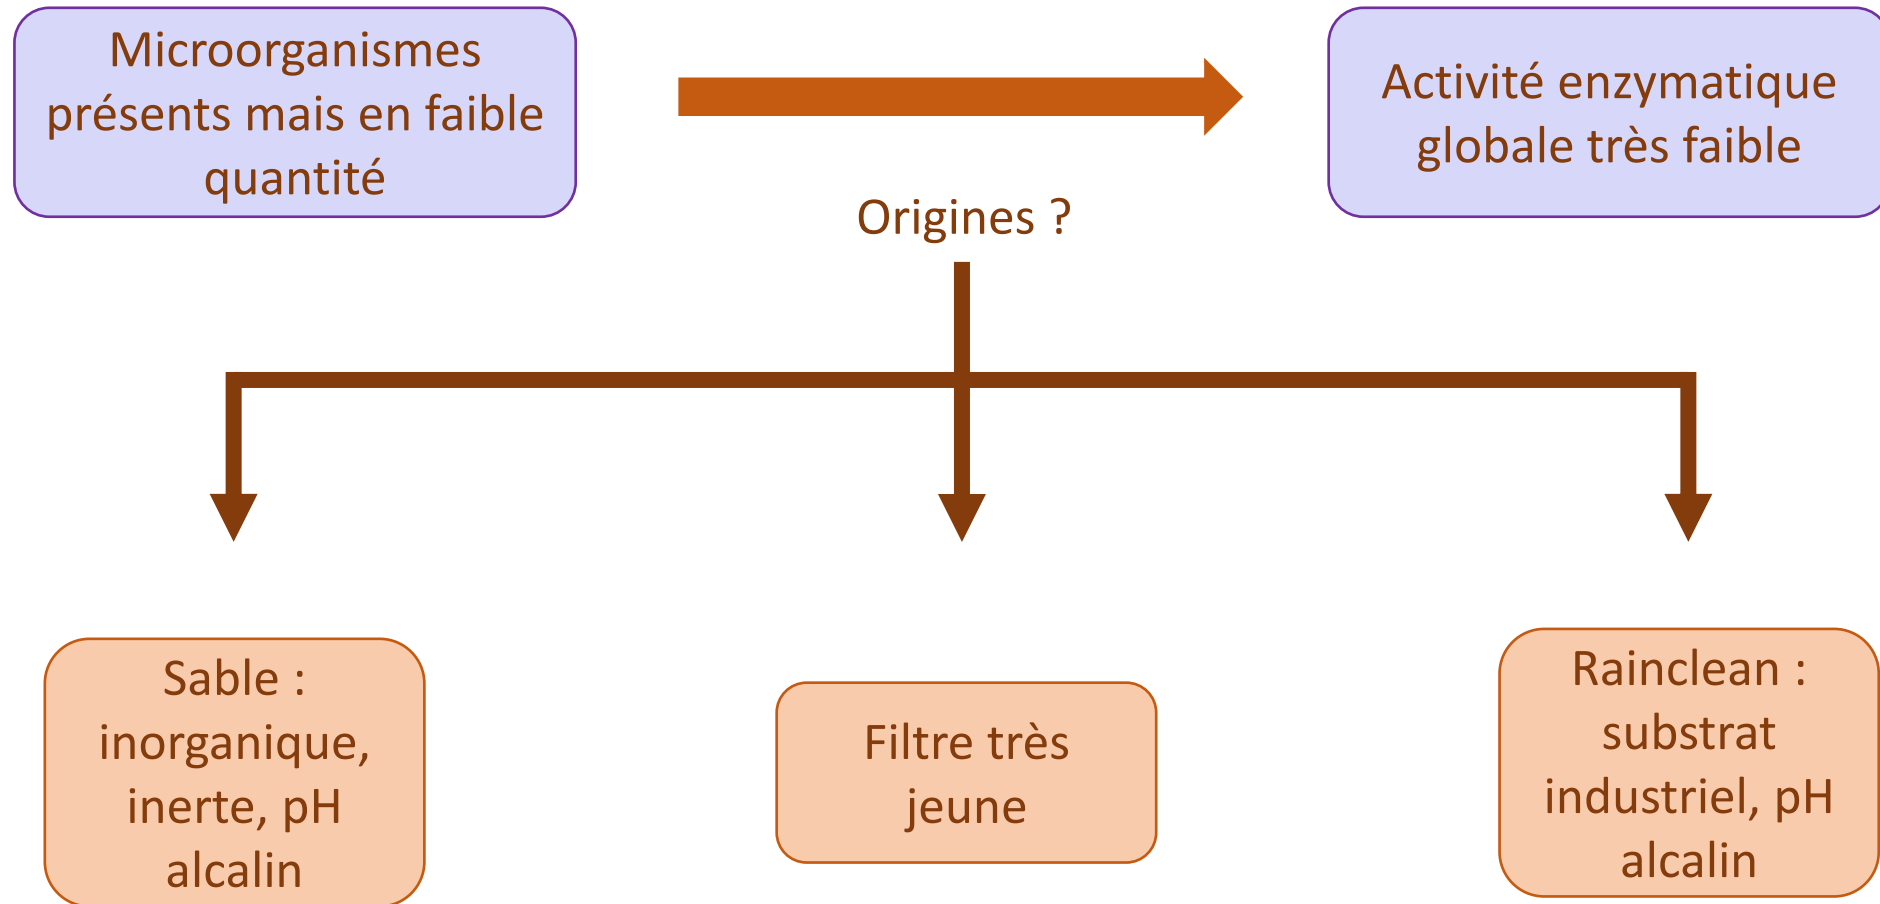 Microorganismes
présents mais en faible
quantité
Activité enzymatique
globale très faible
Origines ?
Sable :
inorganique,
inerte, pH
alcalin
Filtre très
jeune
Rainclean :
substrat
industriel, pH
alcalin